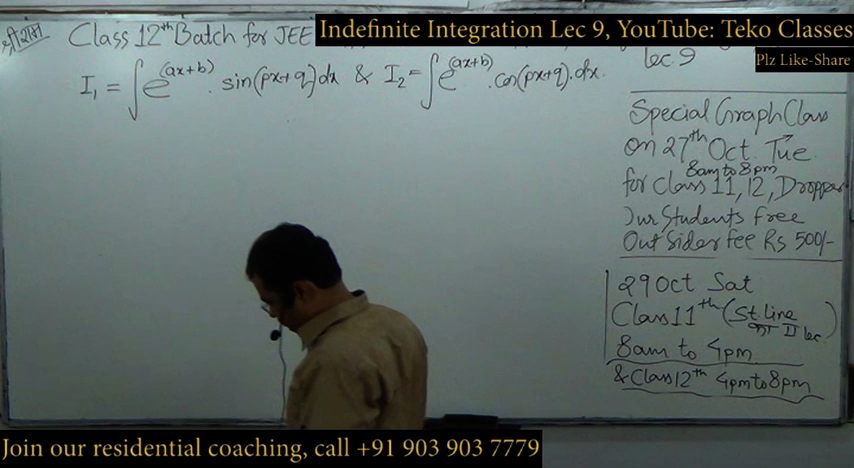 श्रीराम
Class 12th Batch for JEE
Indefinite Integration Lec 9, YouTube: Teko Classes
Plz Like-Share
lec. 9
I₁ = ∫e^(ax+b) . sin(px+q) dx & I₂ = ∫e^(ax+b) . cos(px+q) . dx.
Special Graph Class
on 27th Oct. Tue
8am to 8pm
for Class 11, 12, Dropper
Our Students Free
Out Sider Fee Rs 500/-
29 Oct Sat
Class 11th (St. Line
का II lec)
8am to 4pm
& Class 12th 4pm to 8pm
Join our residential coaching, call +91 903 903 7779